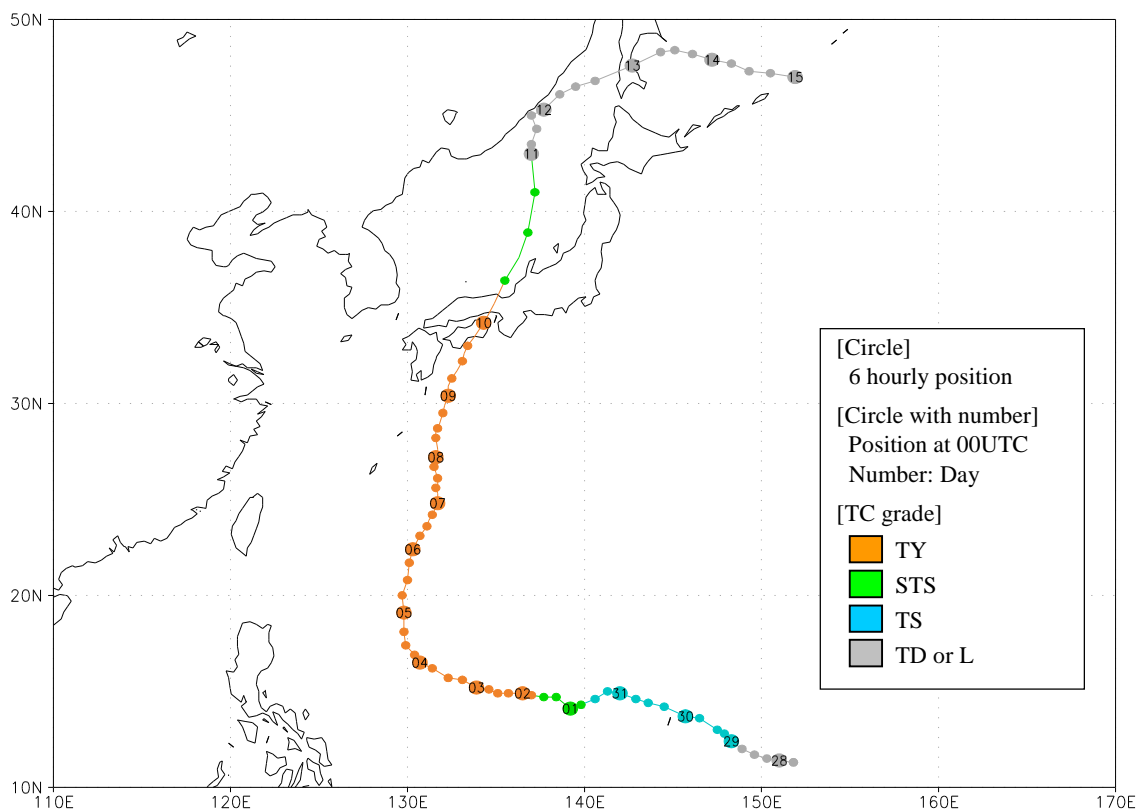 50N
40N
30N
20N
10N
110E 120E 130E 140E 150E 160E 170E
15
14
13
12
11
10
09
08
07
06
05
04
03
02
01
31
30
29
28
[Circle]
6 hourly position
[Circle with number]
Position at 00UTC
Number: Day
[TC grade]
TY
STS
TS
TD or L